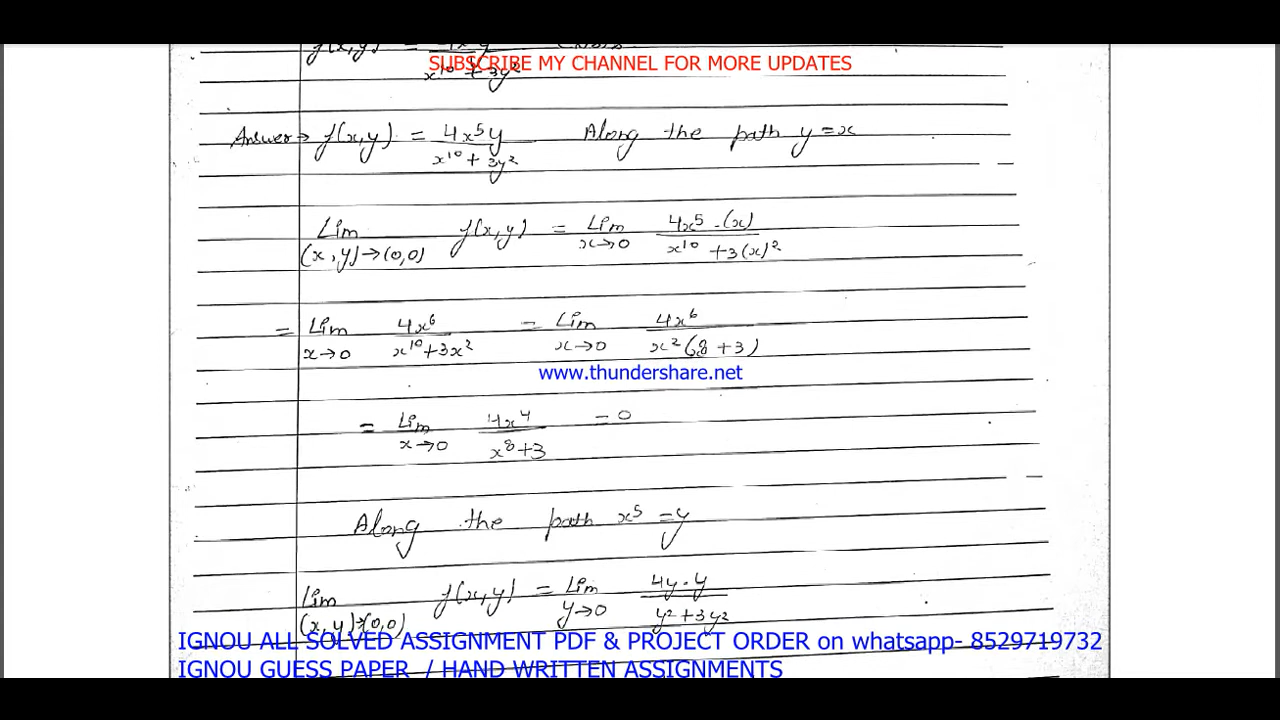 f(x,y) =
SUBSCRIBE MY CHANNEL FOR MORE UPDATES
x¹⁰ + 3y²
Answer→ f(x,y) = 4x⁵y / x¹⁰ + 3y² Along the path y = x
Lim (x,y)→(0,0) f(x,y) = Lim x→0 4x⁵·(x) / x¹⁰ + 3(x)²
= Lim x→0 4x⁶ / x¹⁰+3x² = Lim x→0 4x⁶ / x²(8 + 3)
www.thundershare.net
= Lim x→0 4x⁴ / x⁸+3 = 0
Along the path x⁵ = y
Lim (x,y)→(0,0) f(x,y) = Lim y→0 4y·y / y²+3y²
IGNOU ALL SOLVED ASSIGNMENT PDF & PROJECT ORDER on whatsapp- 8529719732
IGNOU GUESS PAPER / HAND WRITTEN ASSIGNMENTS